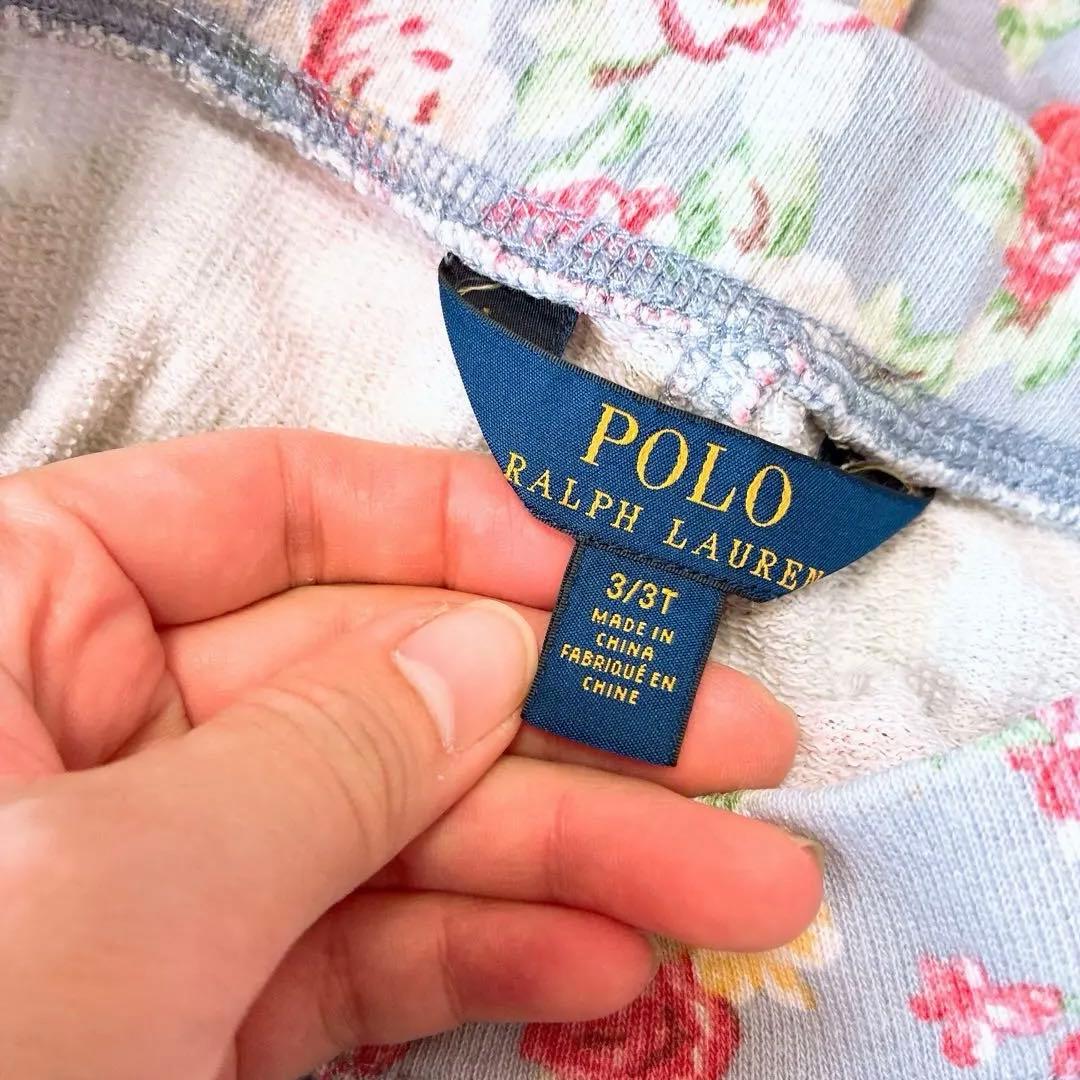 POLO
RALPH LAUREN
3/3T
MADE IN
CHINA
FABRIQUÉ EN
CHINE